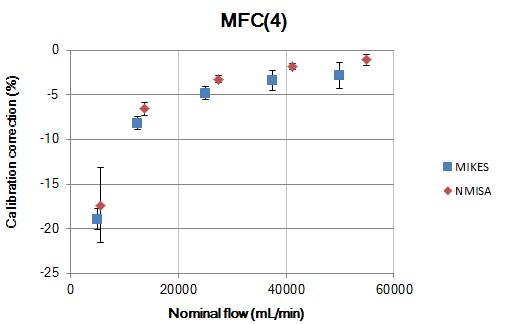 MFC(4)
0
-5
-10
-15
-20
-25
Calibration correction (%)
0 20000 40000 60000
Nominal flow (mL/min)
MIKES
NMISA